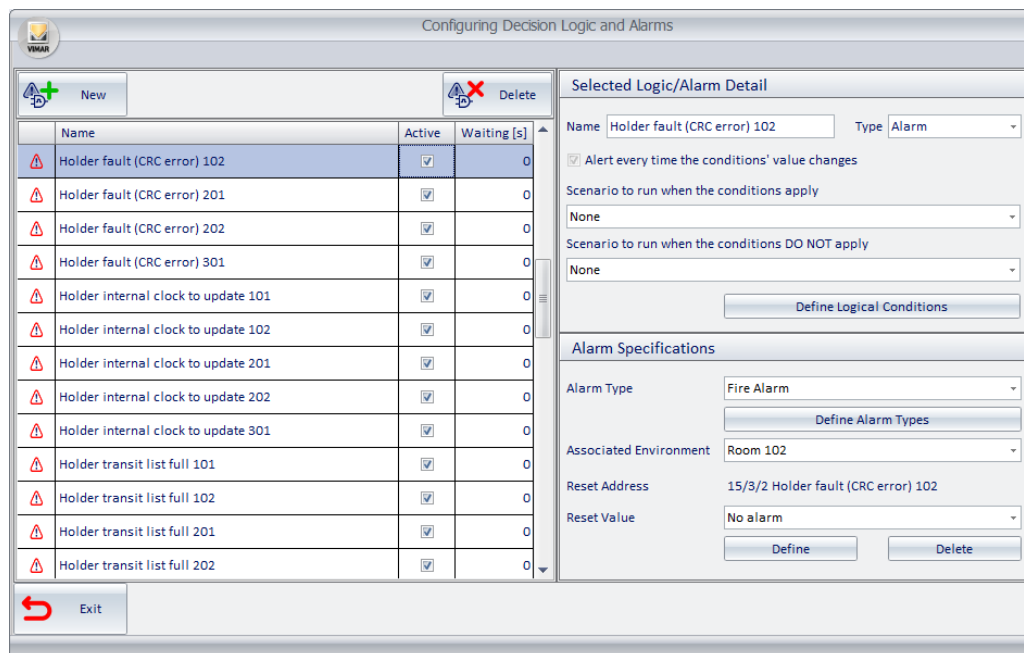 Configuring Decision Logic and Alarms
VIMAR
New
Delete
Name Active Waiting [s]
Holder fault (CRC error) 102 0
Holder fault (CRC error) 201 0
Holder fault (CRC error) 202 0
Holder fault (CRC error) 301 0
Holder internal clock to update 101 0
Holder internal clock to update 102 0
Holder internal clock to update 201 0
Holder internal clock to update 202 0
Holder internal clock to update 301 0
Holder transit list full 101 0
Holder transit list full 102 0
Holder transit list full 201 0
Holder transit list full 202 0
Exit
Selected Logic/Alarm Detail
Name Holder fault (CRC error) 102 Type Alarm
Alert every time the conditions' value changes
Scenario to run when the conditions apply
None
Scenario to run when the conditions DO NOT apply
None
Define Logical Conditions
Alarm Specifications
Alarm Type Fire Alarm
Define Alarm Types
Associated Environment Room 102
Reset Address 15/3/2 Holder fault (CRC error) 102
Reset Value No alarm
Define Delete